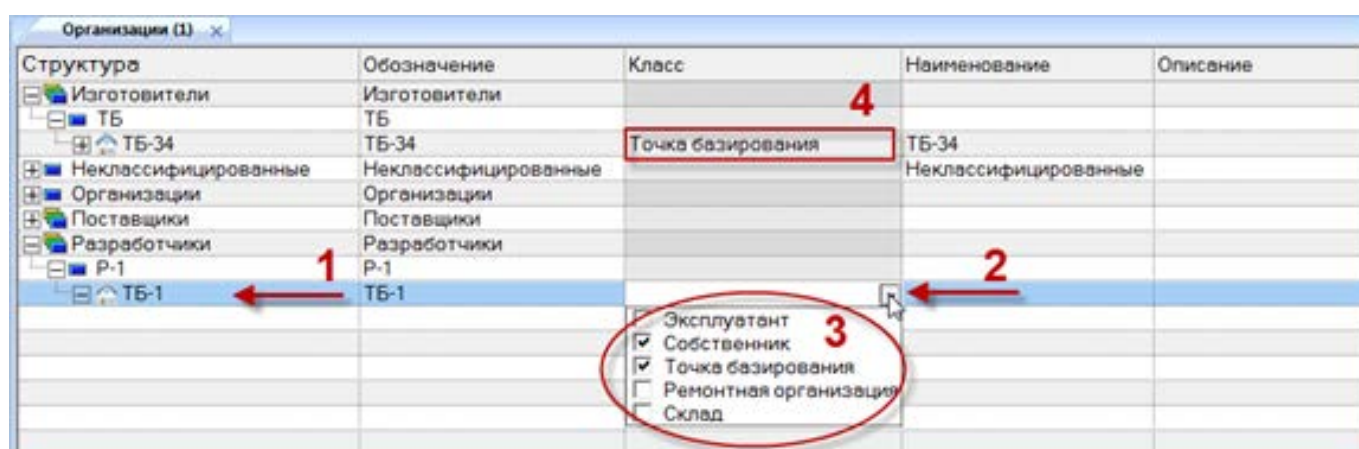 Организации (1)
Структура Обозначение Класс Наименование Описание
Изготовители Изготовители 4
ТБ ТБ
ТБ-34 ТБ-34 Точка базирования ТБ-34
Неклассифицированные Неклассифицированные Неклассифицированные
Организации Организации
Поставщики Поставщики
Разработчики Разработчики
Р-1 1 Р-1 2
ТБ-1 ТБ-1
Эксплуатант 3
Собственник
Точка базирования
Ремонтная организация
Склад